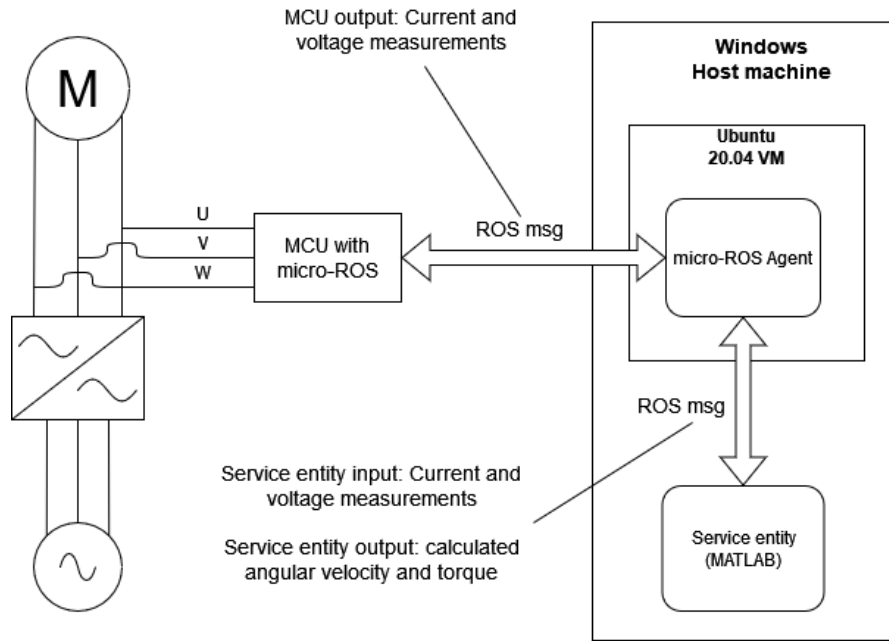 MCU output: Current and
voltage measurements
Windows
Host machine
M
Ubuntu
20.04 VM
U
V
W
MCU with
micro-ROS
ROS msg
micro-ROS Agent
ROS msg
Service entity input: Current and
voltage measurements
Service entity output: calculated
angular velocity and torque
Service entity
(MATLAB)